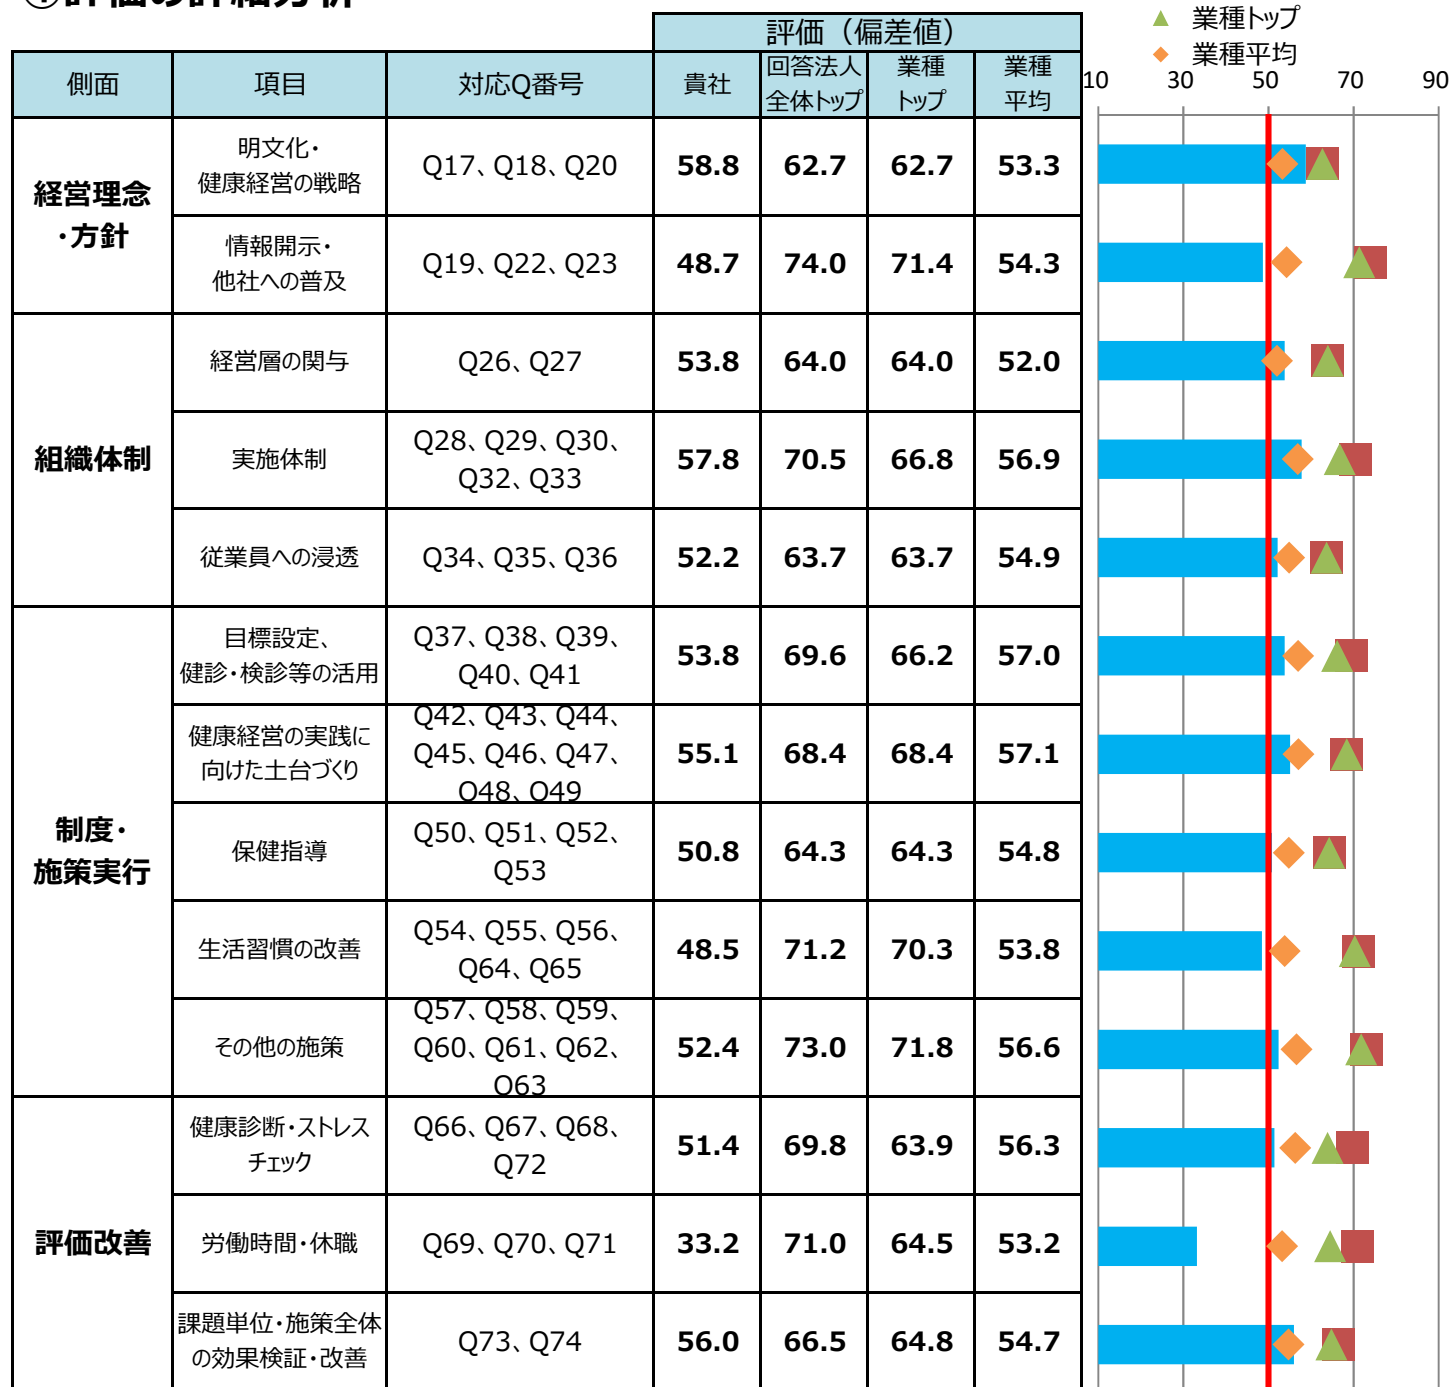 ①評価の詳細分析
業種トップ
業種平均
評価（偏差値）
側面 項目 対応Q番号 貴社 回答法人全体トップ 業種トップ 業種平均
10 30 50 70 90
経営理念・方針
明文化・健康経営の戦略 Q17、Q18、Q20 58.8 62.7 62.7 53.3
情報開示・他社への普及 Q19、Q22、Q23 48.7 74.0 71.4 54.3
組織体制
経営層の関与 Q26、Q27 53.8 64.0 64.0 52.0
実施体制 Q28、Q29、Q30、Q32、Q33 57.8 70.5 66.8 56.9
従業員への浸透 Q34、Q35、Q36 52.2 63.7 63.7 54.9
制度・施策実行
目標設定、健診・検診等の活用 Q37、Q38、Q39、Q40、Q41 53.8 69.6 66.2 57.0
健康経営の実践に向けた土台づくり Q42、Q43、Q44、Q45、Q46、Q47、Q48、Q49 55.1 68.4 68.4 57.1
保健指導 Q50、Q51、Q52、Q53 50.8 64.3 64.3 54.8
生活習慣の改善 Q54、Q55、Q56、Q64、Q65 48.5 71.2 70.3 53.8
その他の施策 Q57、Q58、Q59、Q60、Q61、Q62、Q63 52.4 73.0 71.8 56.6
評価改善
健康診断・ストレスチェック Q66、Q67、Q68、Q72 51.4 69.8 63.9 56.3
労働時間・休職 Q69、Q70、Q71 33.2 71.0 64.5 53.2
課題単位・施策全体の効果検証・改善 Q73、Q74 56.0 66.5 64.8 54.7